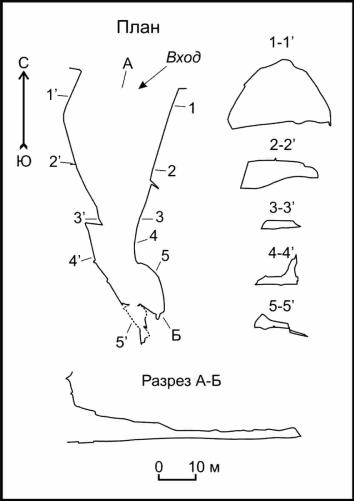 План
С
А
Вход
1-1'
1'
1
2-2'
Ю
2'
2
3-3'
3'
3
4
4-4'
4'
5
5-5'
5'
Б
Разрез А-Б
0 10 м